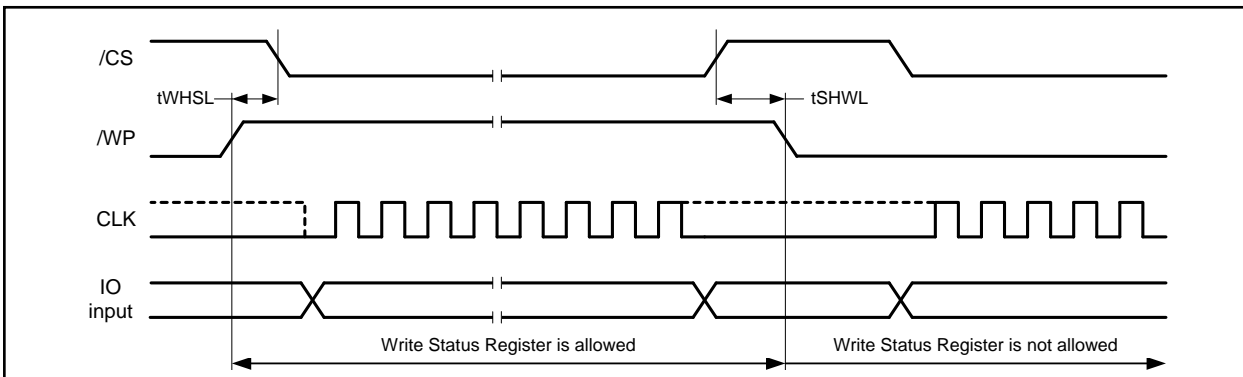 /CS
tWHSL
tSHWL
/WP
CLK
IO
input
Write Status Register is allowed
Write Status Register is not allowed